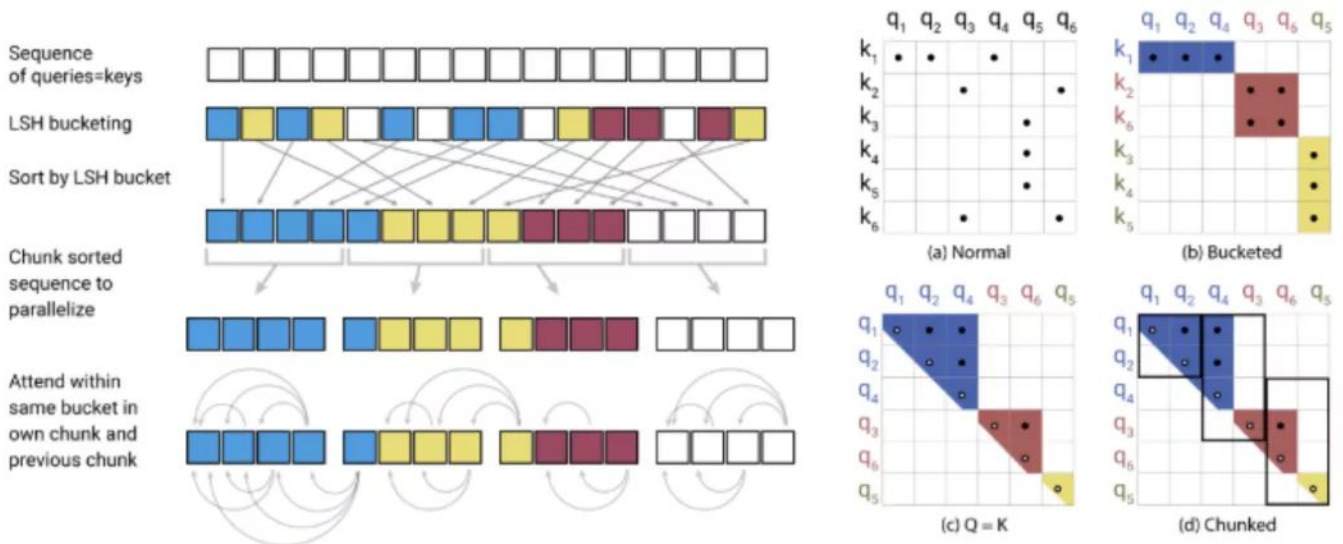 Sequence
of queries=keys
LSH bucketing
Sort by LSH bucket
Chunk sorted
sequence to
parallelize
Attend within
same bucket in
own chunk and
previous chunk
q1 q2 q3 q4 q5 q6
k1
k2
k3
k4
k5
k6
(a) Normal
q1 q2 q4 q3 q6 q5
k1
k2
k6
k3
k4
k5
(b) Bucketed
q1 q2 q4 q3 q6 q5
q1
q2
q4
q3
q6
q5
(c) Q = K
q1 q2 q4 q3 q6 q5
q1
q2
q4
q3
q6
q5
(d) Chunked